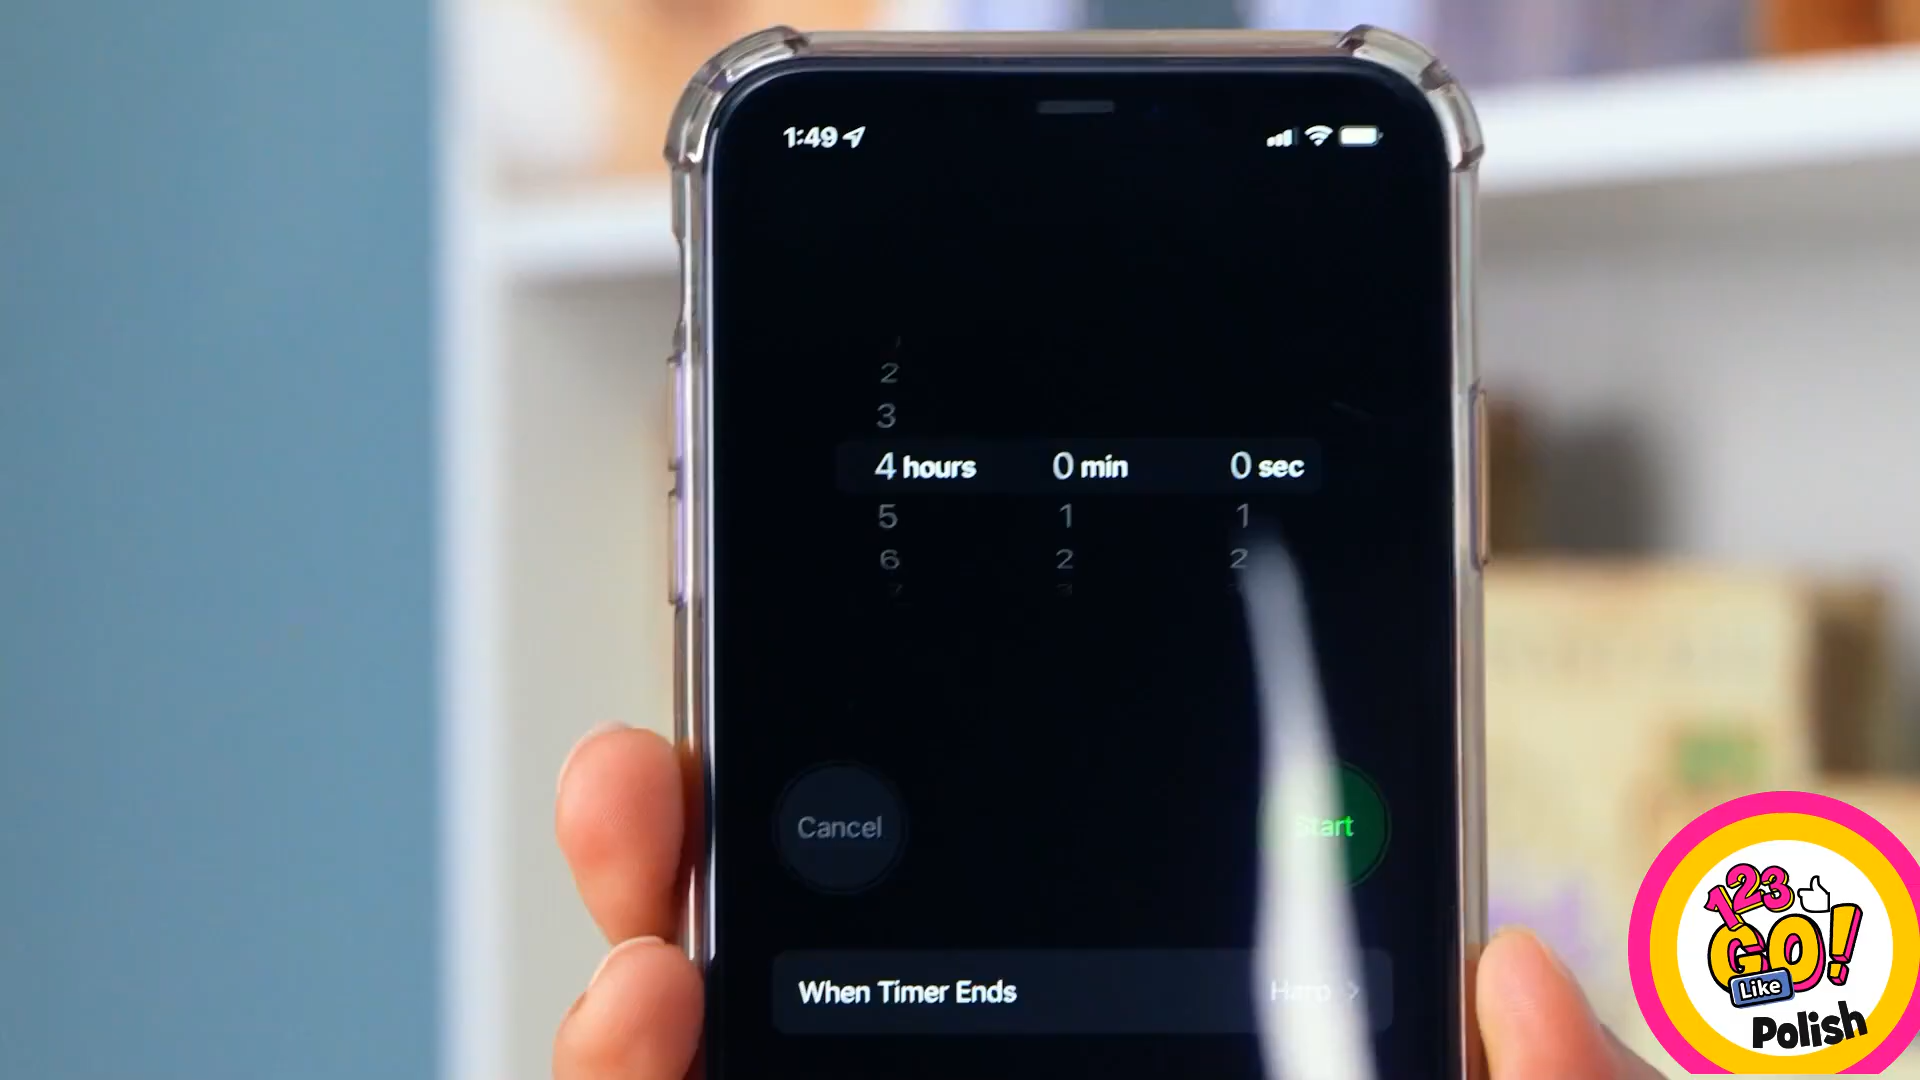 1:49
2
3
4 hours 0 min 0 sec
5 1 1
6 2 2
Cancel Start
When Timer Ends
123
GO!
Like
Polish